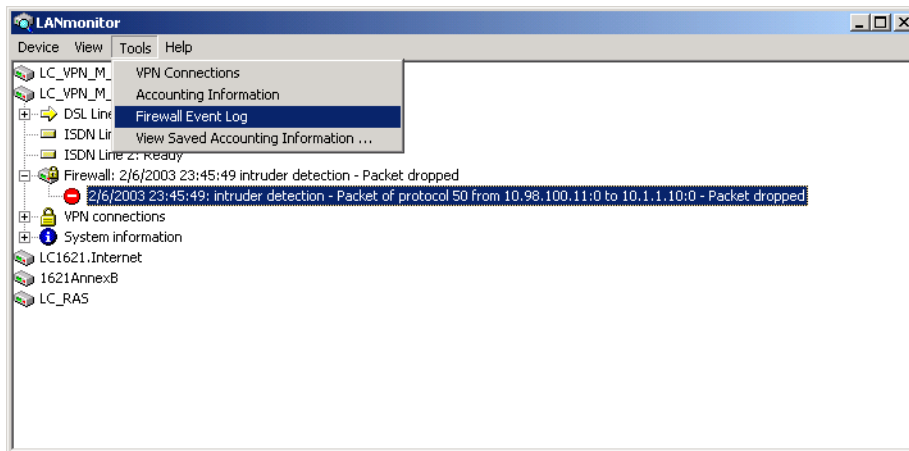 LANmonitor
Device View Tools Help
VPN Connections
Accounting Information
Firewall Event Log
View Saved Accounting Information ...
LC_VPN_M_
LC_VPN_M_
DSL Line
ISDN Lin
ISDN Line 2: Ready
Firewall: 2/6/2003 23:45:49 intruder detection - Packet dropped
2/6/2003 23:45:49: intruder detection - Packet of protocol 50 from 10.98.100.11:0 to 10.1.1.10:0 - Packet dropped
VPN connections
System information
LC1621.Internet
1621AnnexB
LC_RAS